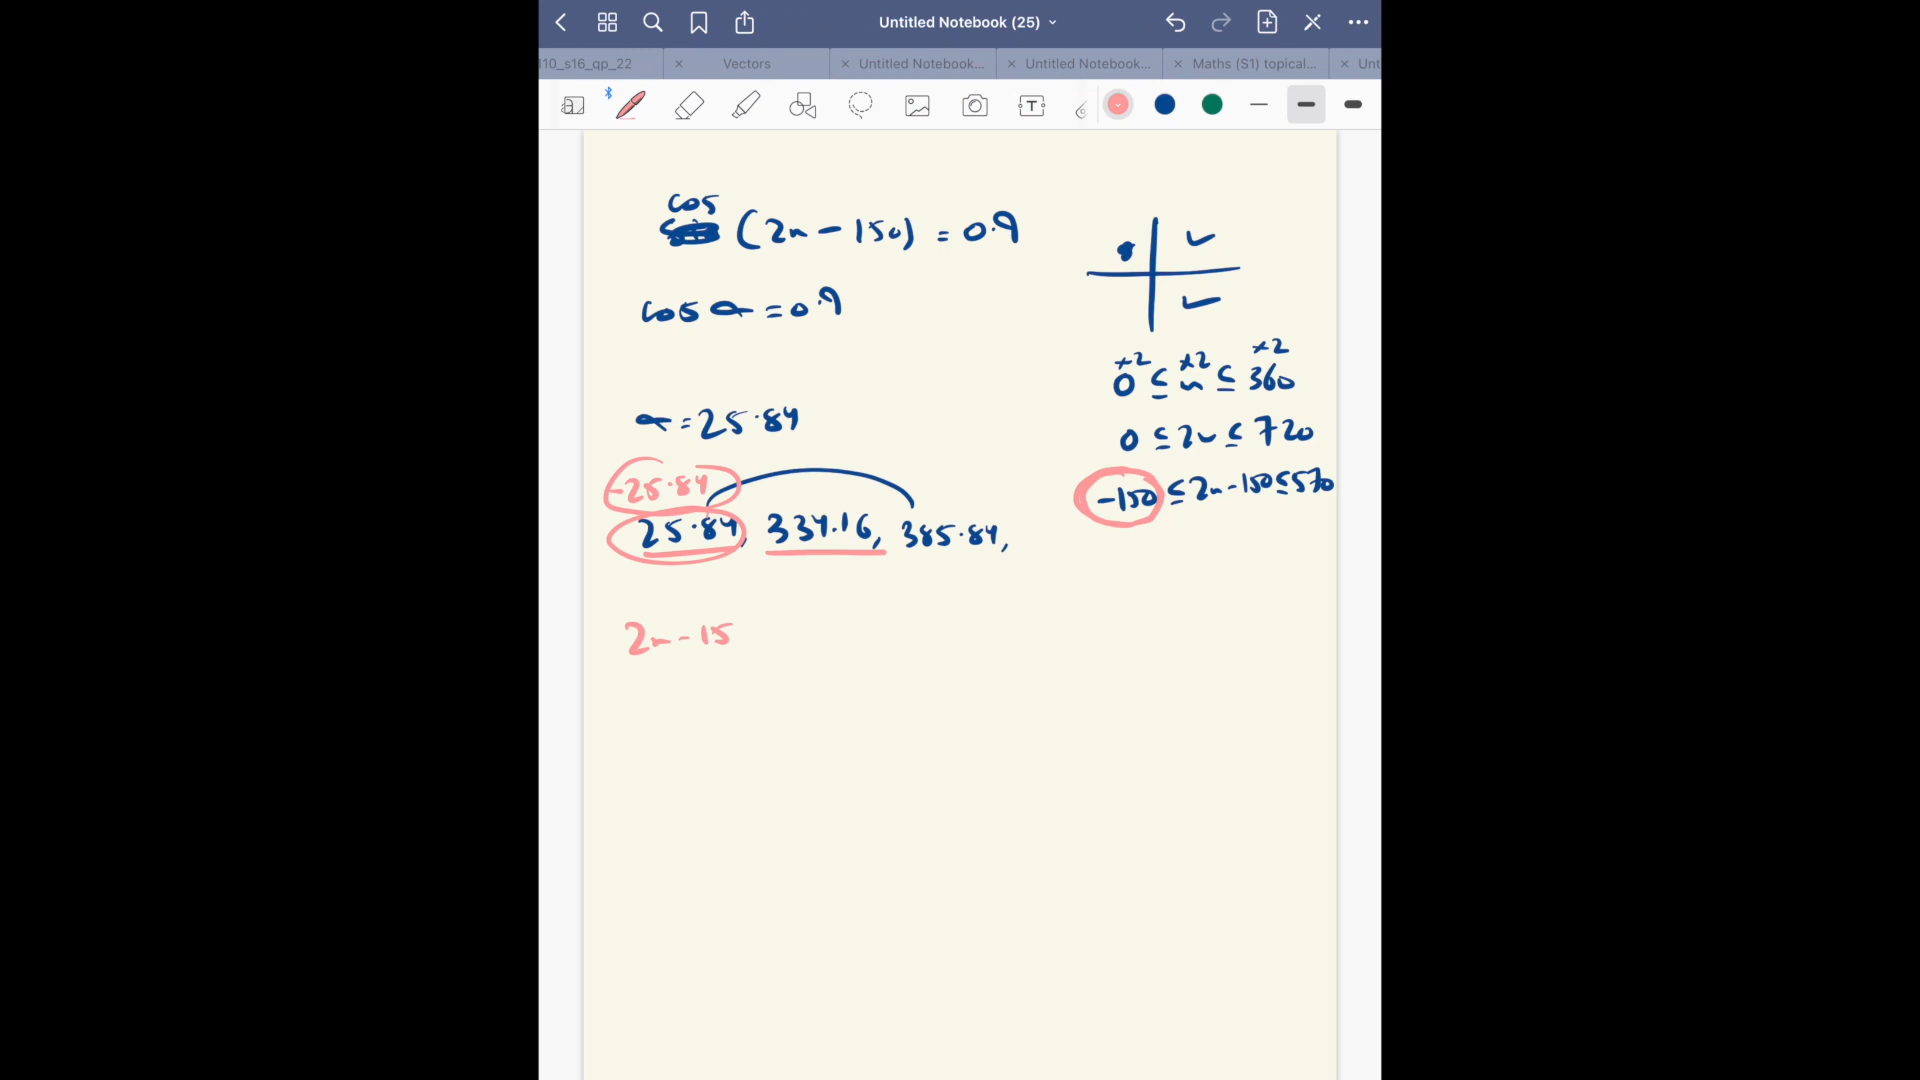 Untitled Notebook (25)
110_s16_qp_22
Vectors
Untitled Notebook...
Untitled Notebook...
Maths (S1) topical...
Unt
cos
(2x - 150) = 0.9
cos α = 0.9
×2 ×2 ×2
0 ≤ x ≤ 360
α = 25.84
0 ≤ 2x ≤ 720
-25.84
-150 ≤ 2x - 150 ≤ 570
25.84, 334.16, 385.84,
2x - 15